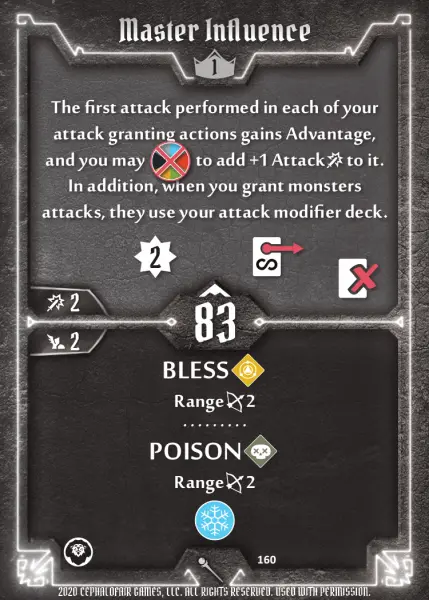 Master Influence
1
The first attack performed in each of your
attack granting actions gains Advantage,
and you may to add +1 Attack to it.
In addition, when you grant monsters
attacks, they use your attack modifier deck.
2
2
83
2
BLESS
Range 2
POISON
Range 2
160
2020 CEPHALOFAIR GAMES, LLC. ALL RIGHTS RESERVED. USED WITH PERMISSION.